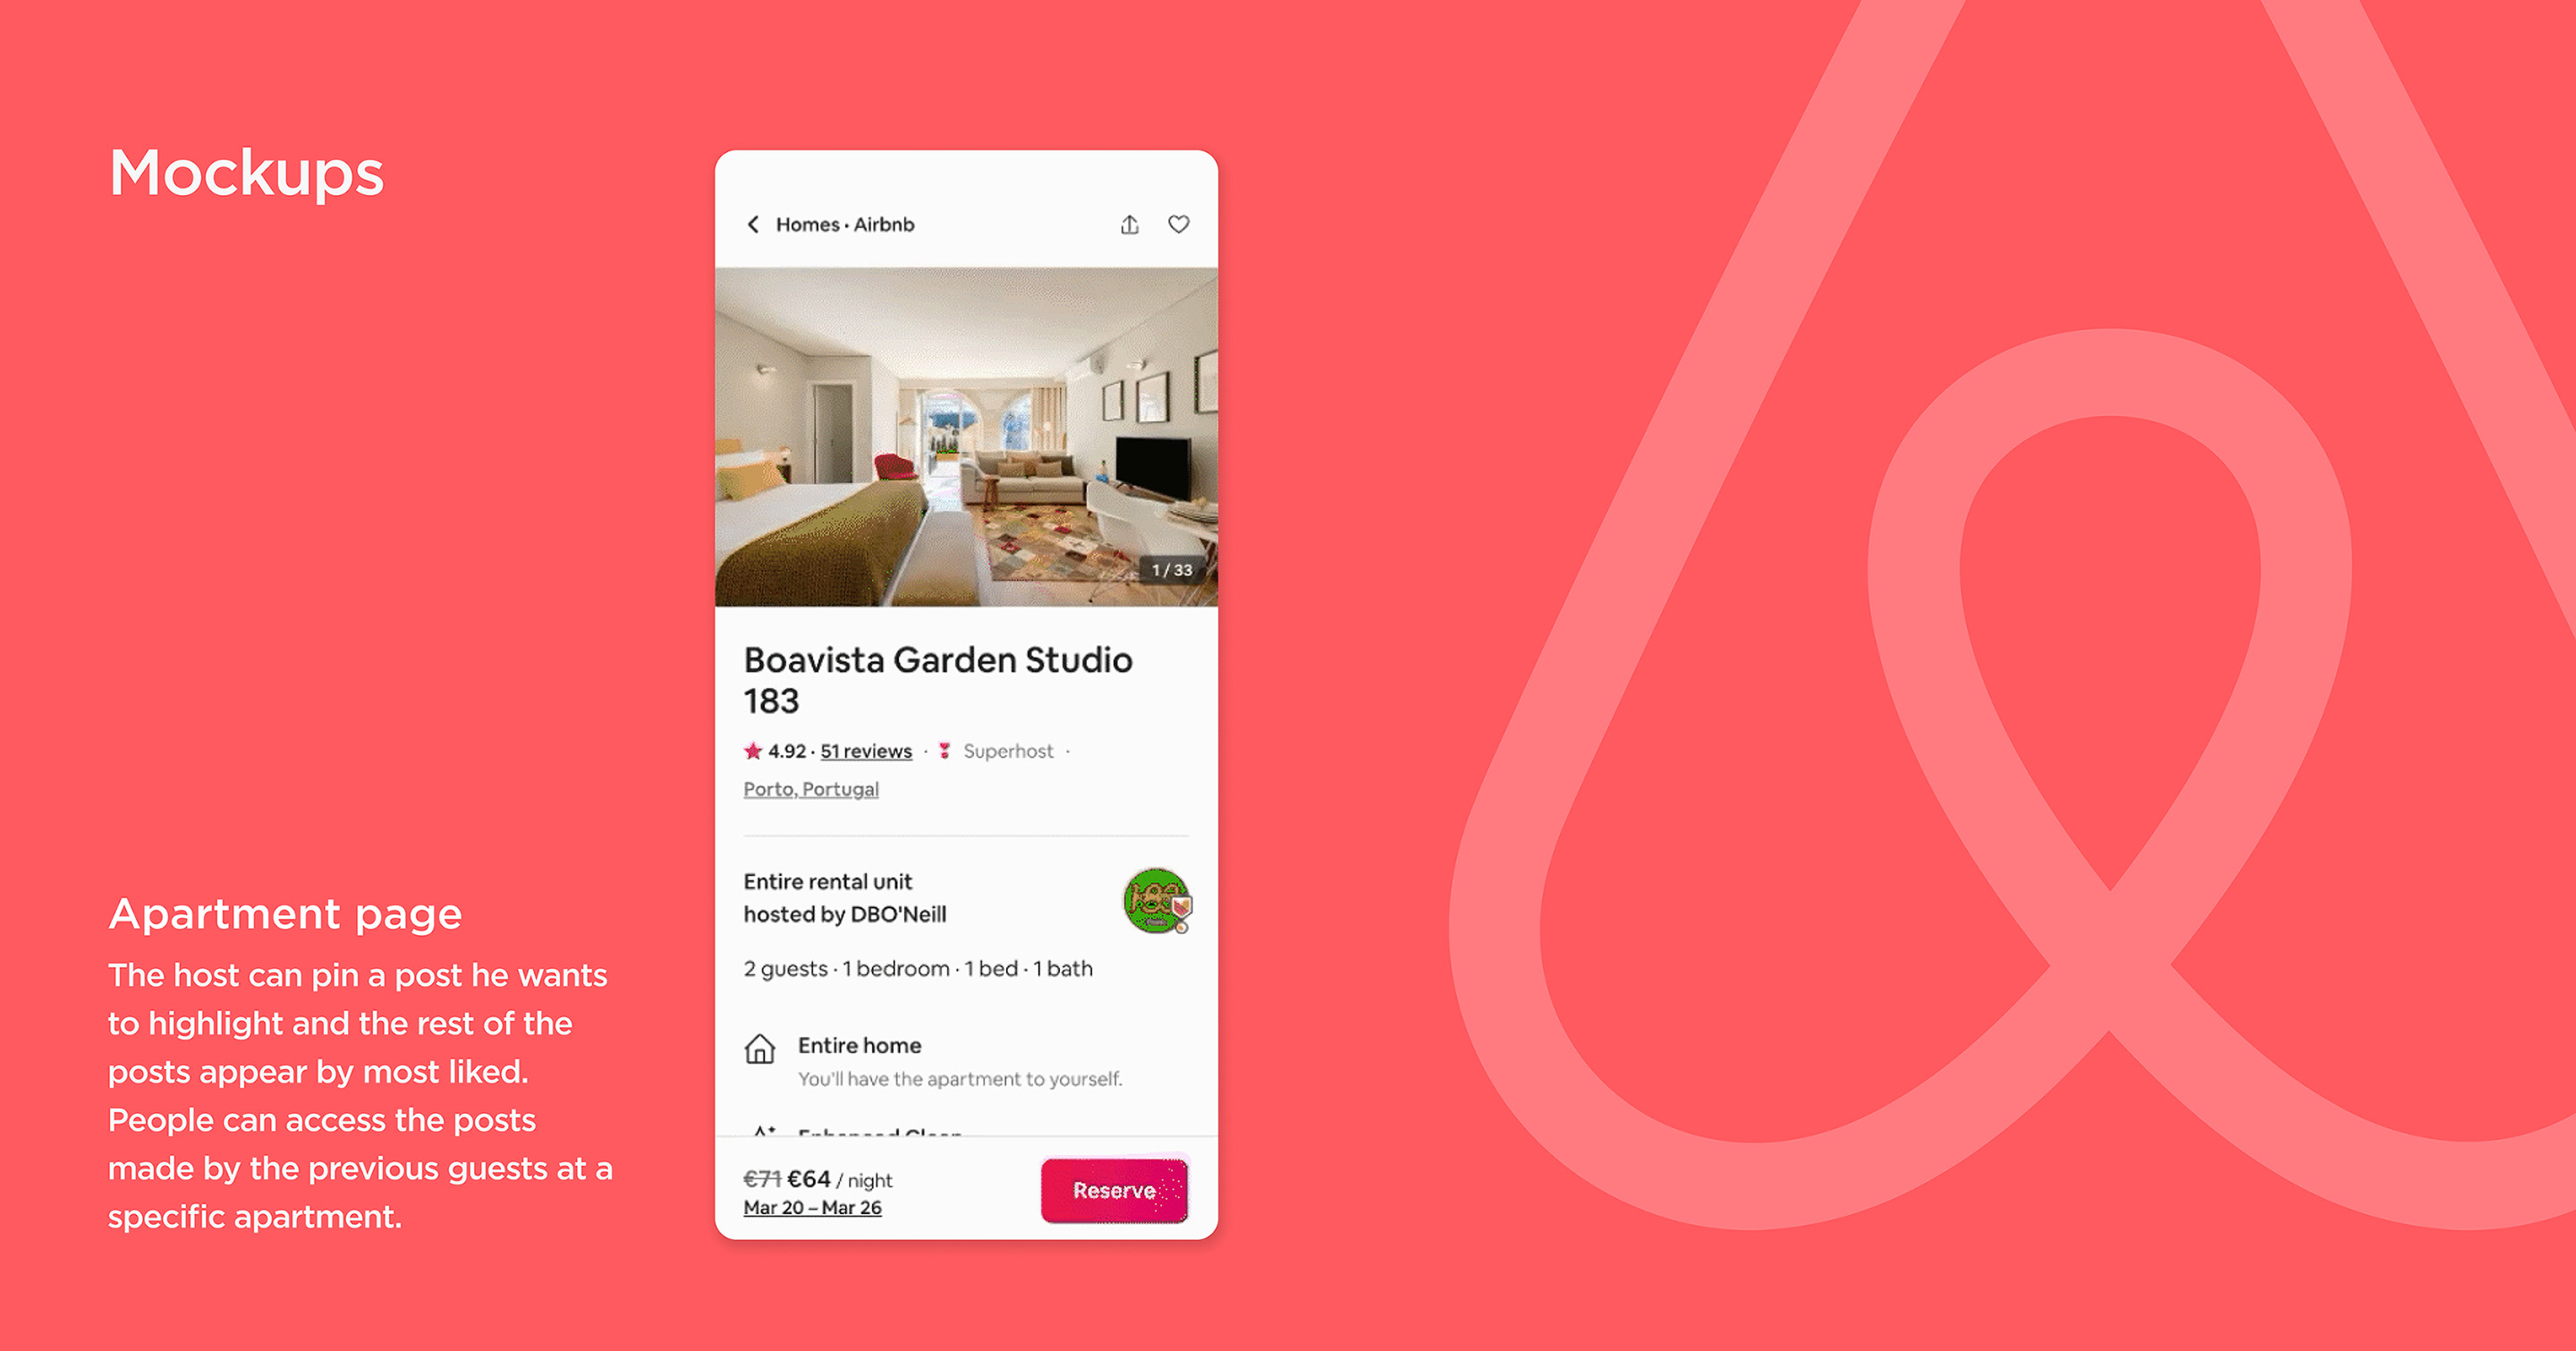 Mockups
Homes · Airbnb
1 / 33
Boavista Garden Studio
183
4.92 · 51 reviews · Superhost ·
Porto, Portugal
Entire rental unit
hosted by DBO'Neill
2 guests · 1 bedroom · 1 bed · 1 bath
Entire home
You'll have the apartment to yourself.
€71 €64 / night
Mar 20 – Mar 26
Reserve
Apartment page
The host can pin a post he wants
to highlight and the rest of the
posts appear by most liked.
People can access the posts
made by the previous guests at a
specific apartment.